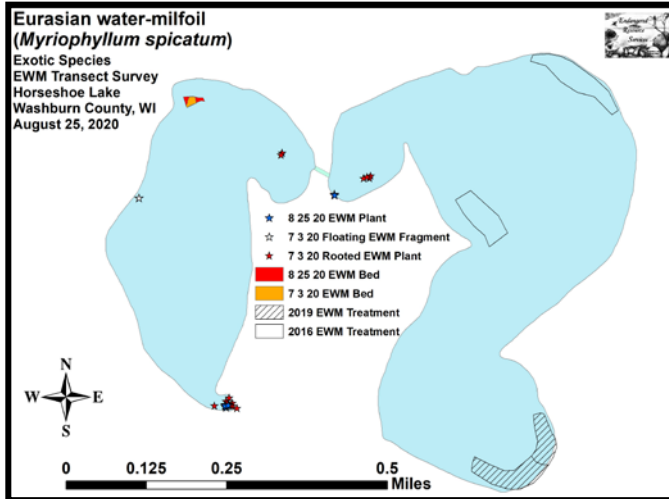 Eurasian water-milfoil
(Myriophyllum spicatum)
Exotic Species
EWM Transect Survey
Horseshoe Lake
Washburn County, WI
August 25, 2020
Endangered
Resource
Services
8 25 20 EWM Plant
7 3 20 Floating EWM Fragment
7 3 20 Rooted EWM Plant
8 25 20 EWM Bed
7 3 20 EWM Bed
2019 EWM Treatment
2016 EWM Treatment
N
W E
S
0 0.125 0.25 0.5
Miles